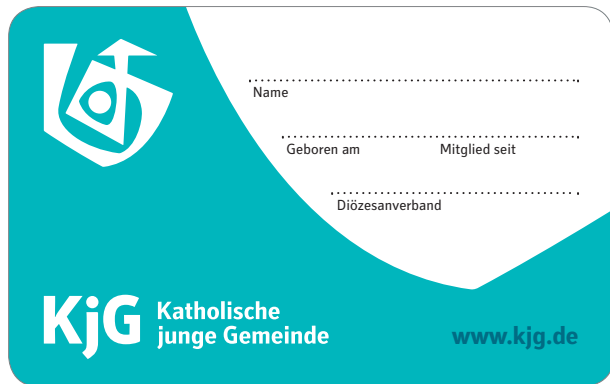 Name
Geboren am Mitglied seit
Diözesanverband
KjG Katholische
junge Gemeinde
www.kjg.de